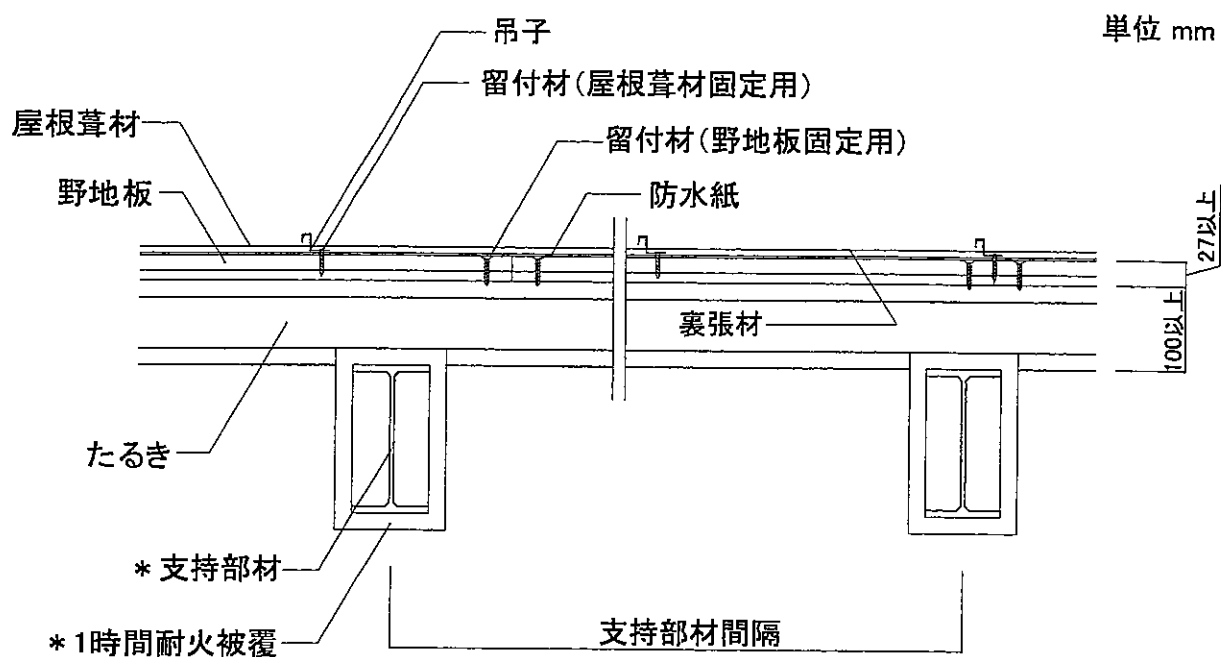 単位 mm
吊子
留付材(屋根葺材固定用)
屋根葺材
留付材(野地板固定用)
野地板
防水紙
27以上
裏張材
100以上
たるき
*支持部材
*1時間耐火被覆
支持部材間隔